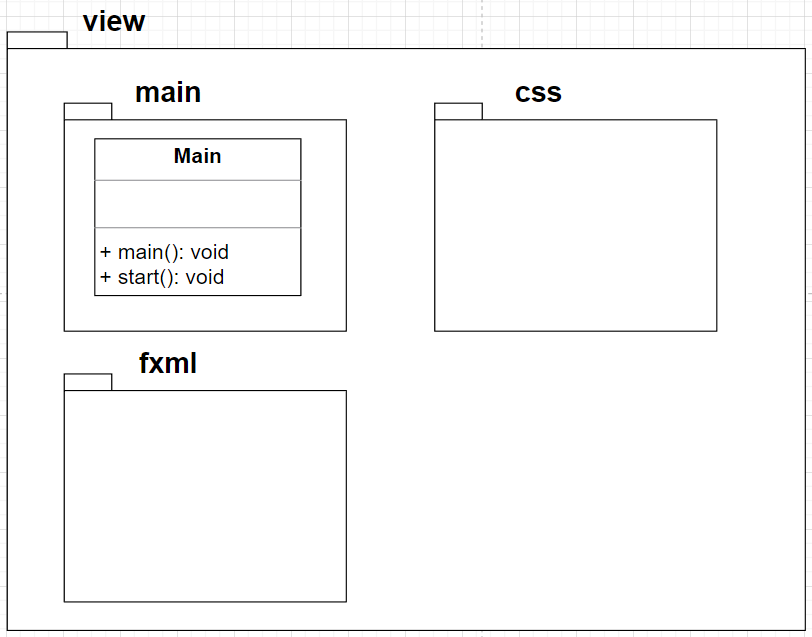 view
main
css
Main
+ main(): void
+ start(): void
fxml